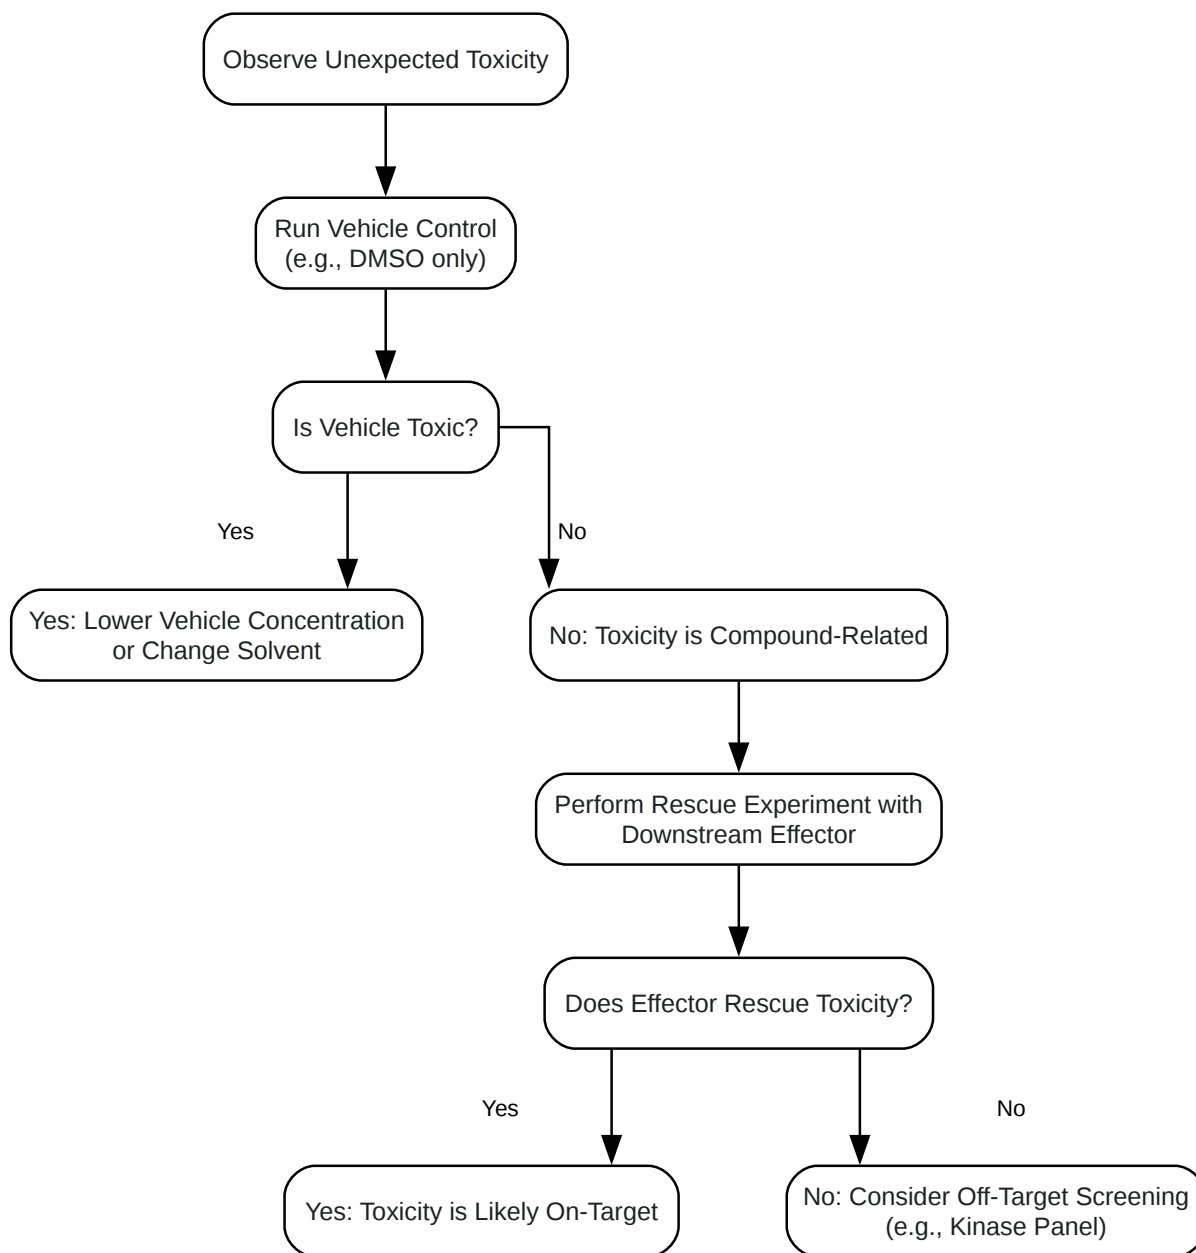 Observe Unexpected Toxicity
Run Vehicle Control
(e.g., DMSO only)
Is Vehicle Toxic?
Yes
No
Yes: Lower Vehicle Concentration
or Change Solvent
No: Toxicity is Compound-Related
Perform Rescue Experiment with
Downstream Effector
Does Effector Rescue Toxicity?
Yes
No
Yes: Toxicity is Likely On-Target
No: Consider Off-Target Screening
(e.g., Kinase Panel)